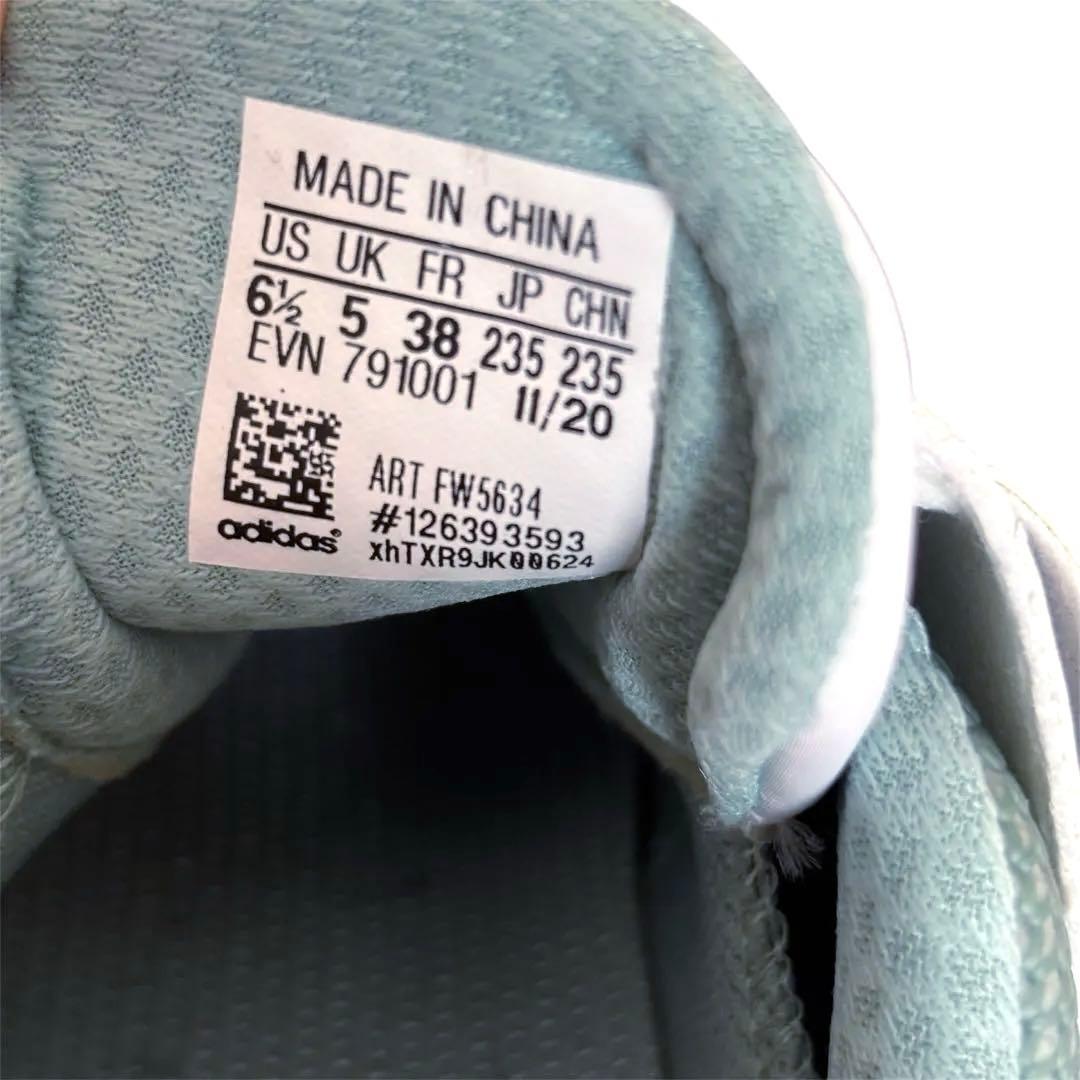 MADE IN CHINA
US UK FR JP CHN
6½ 5 38 235 235
EVN 791001 11/20
ART FW5634
#126393593
adidas®
xhTXR9JK00624